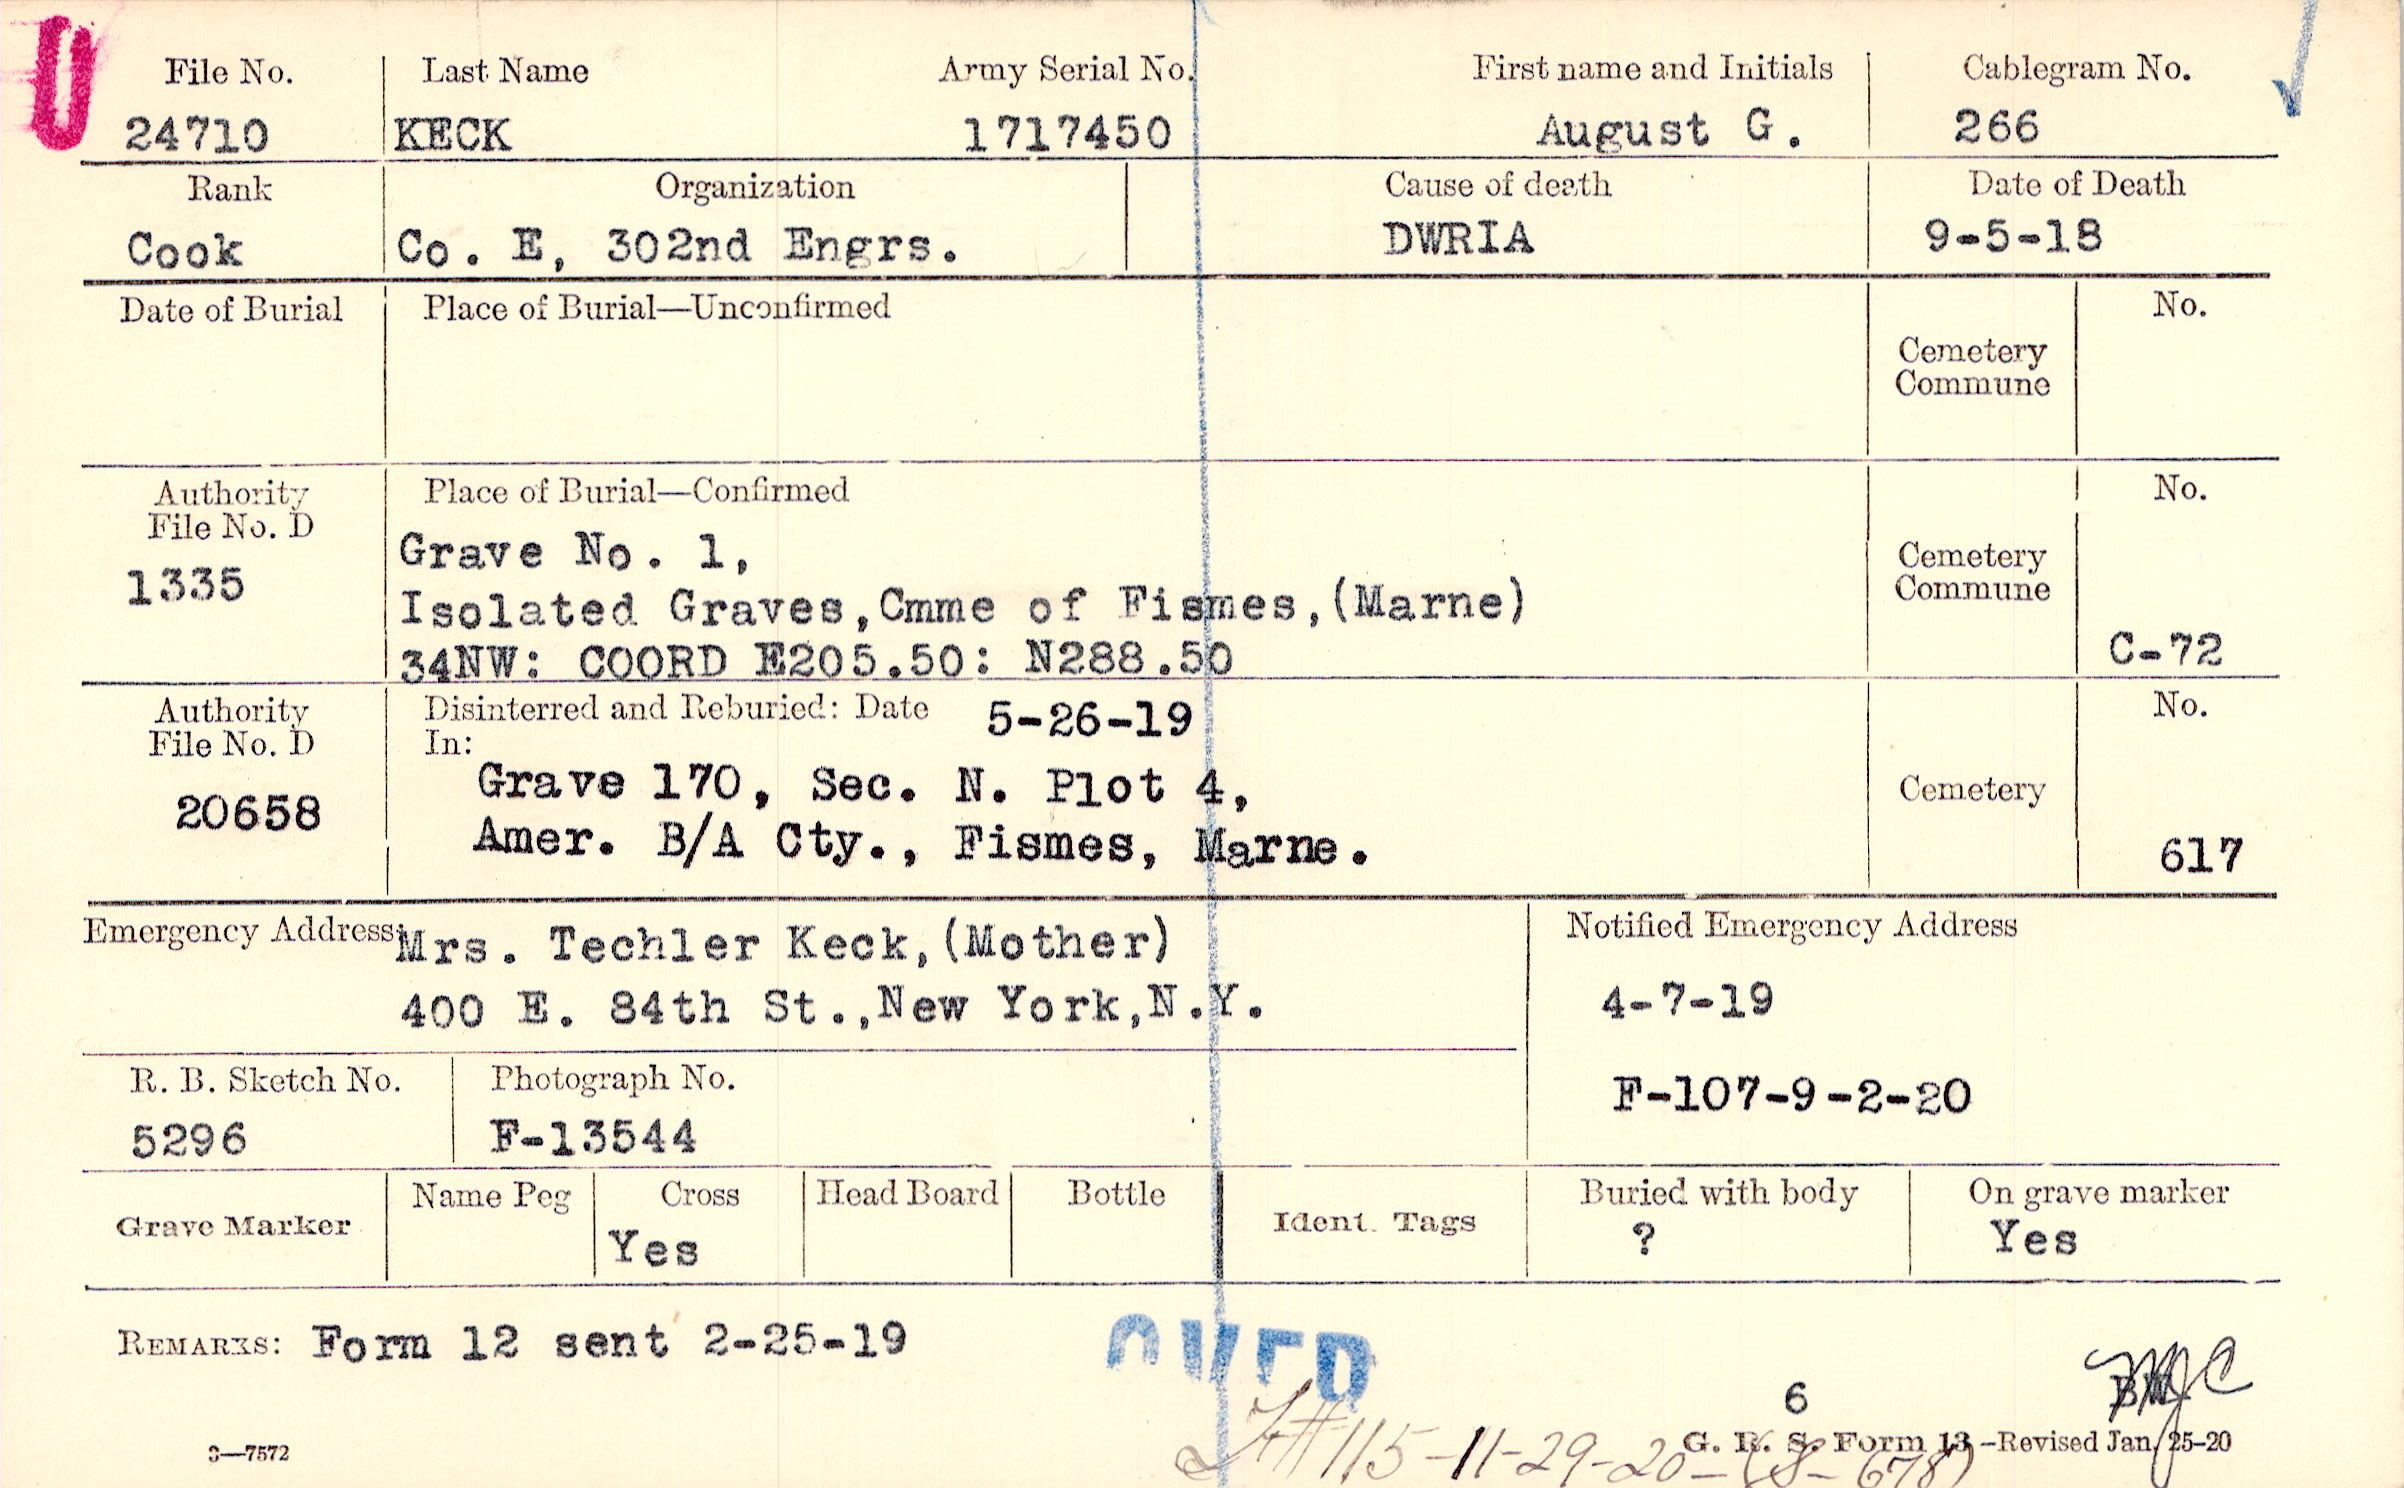 File No. Last Name Army Serial No. First name and Initials Cablegram No.
24710 KECK 1717450 August G. 266
Rank Organization Cause of death Date of Death
Cook Co. E, 302nd Engrs. DWRIA 9-5-18
Date of Burial Place of Burial—Unconfirmed No.
Cemetery
Commune
Authority Place of Burial—Confirmed No.
File No. D
1335
Grave No. 1,
Isolated Graves,Cmme of Fismes,(Marne)
34NW: COORD E205.50: N288.50
Cemetery
Commune
C-72
Authority Disinterred and Reburied: Date 5-26-19 No.
File No. D In:
20658
Grave 170, Sec. N. Plot 4,
Amer. B/A Cty., Fismes, Marne.
Cemetery
617
Emergency Address: Mrs. Techler Keck,(Mother)
400 E. 84th St.,New York,N.Y.
Notified Emergency Address
4-7-19
F-107-9-2-20
R. B. Sketch No. Photograph No.
5296 F-13544
Grave Marker Name Peg Cross Head Board Bottle Ident. Tags Buried with body On grave marker
Yes ? Yes
REMARKS: Form 12 sent 2-25-19
OVER
6
#115-11-29-20-
3—7572 G. R. S. Form 13 -Revised Jan. 25-20